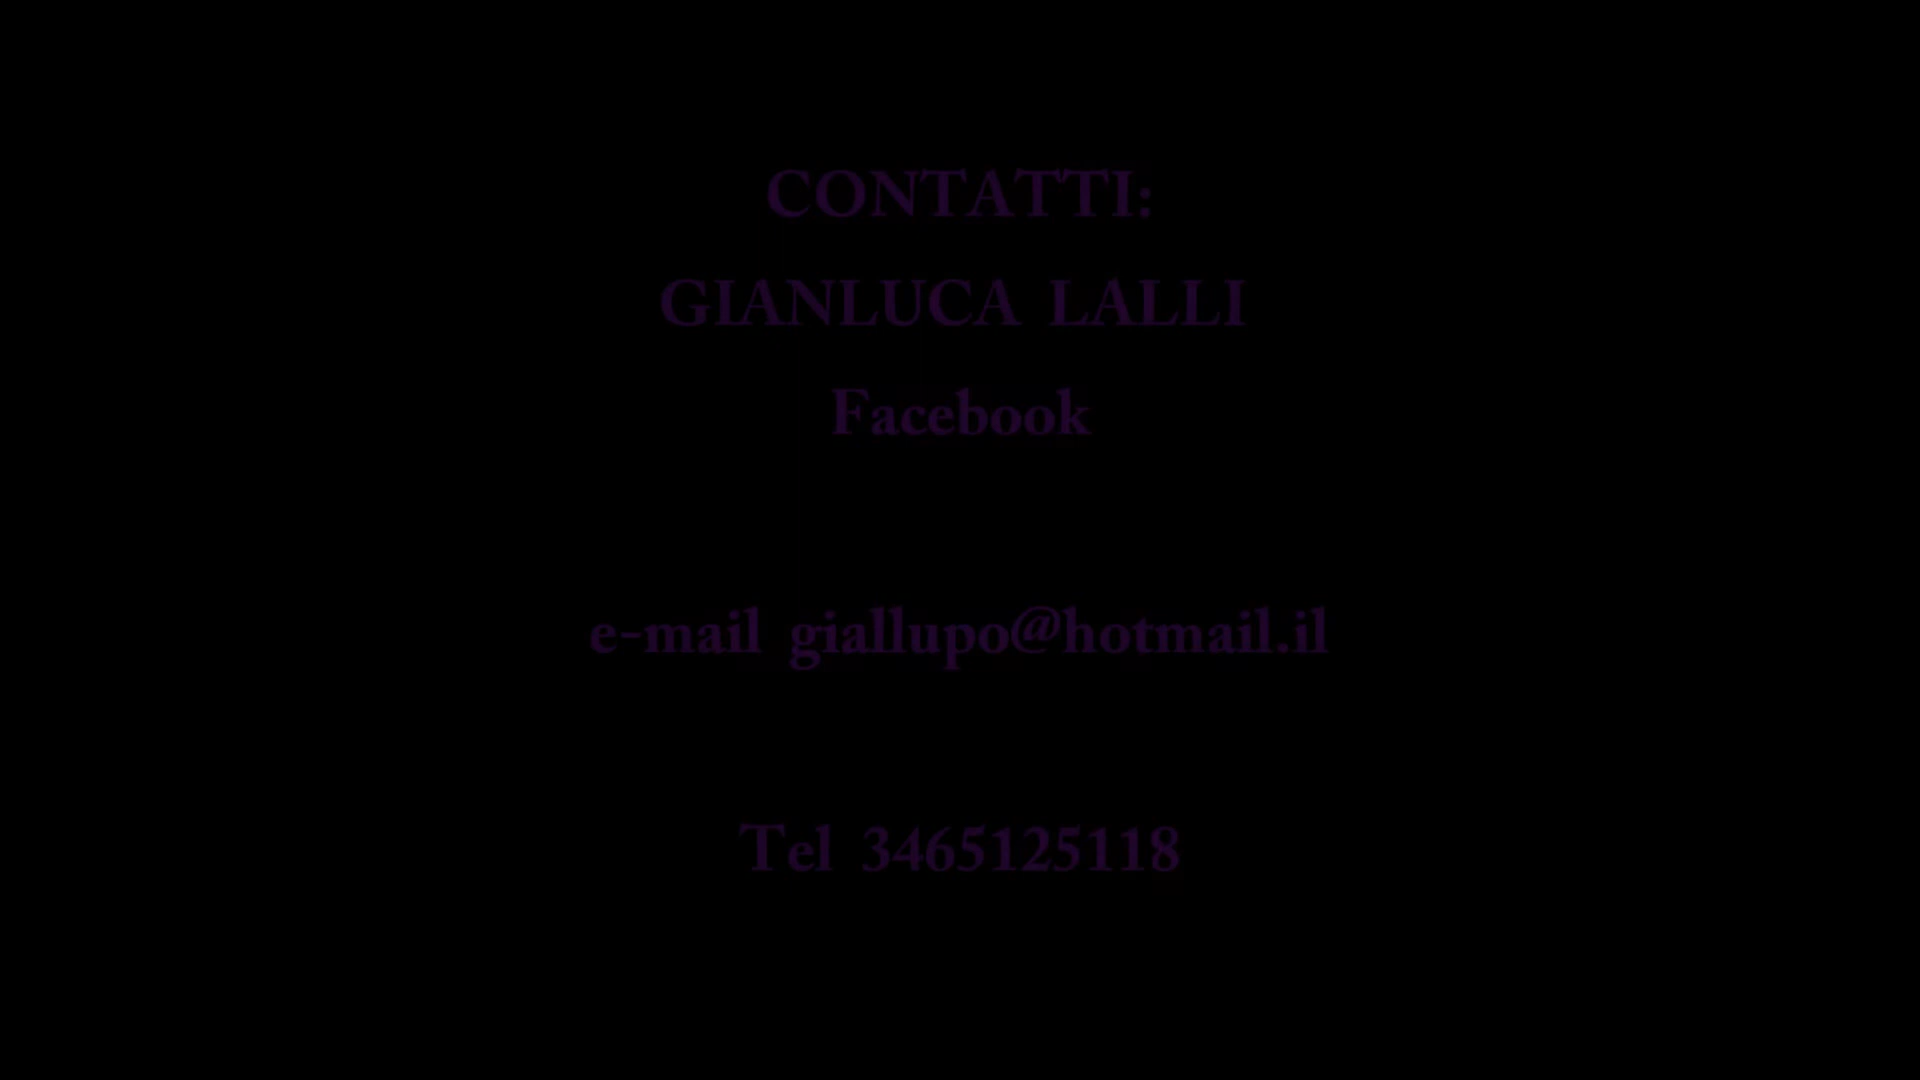 CONTATTI:
GIANLUCA LALLI
Facebook
e-mail giallupo@hotmail.il
Tel 3465125118